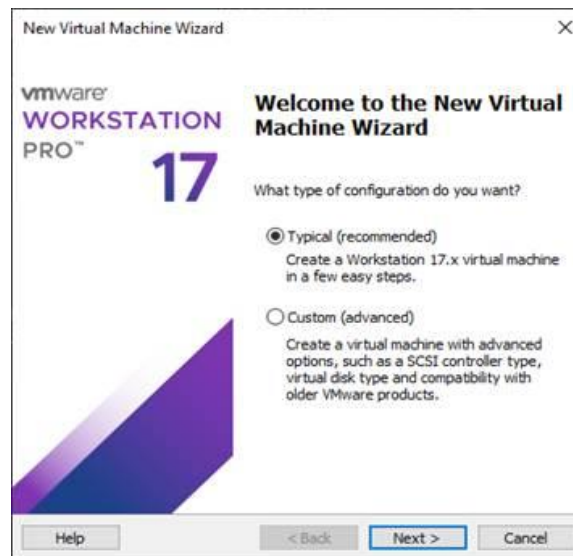 New Virtual Machine Wizard
vmware
WORKSTATION
PRO™
17
Welcome to the New Virtual
Machine Wizard
What type of configuration do you want?
Typical (recommended)
Create a Workstation 17.x virtual machine
in a few easy steps.
Custom (advanced)
Create a virtual machine with advanced
options, such as a SCSI controller type,
virtual disk type and compatibility with
older VMware products.
Help
< Back
Next >
Cancel